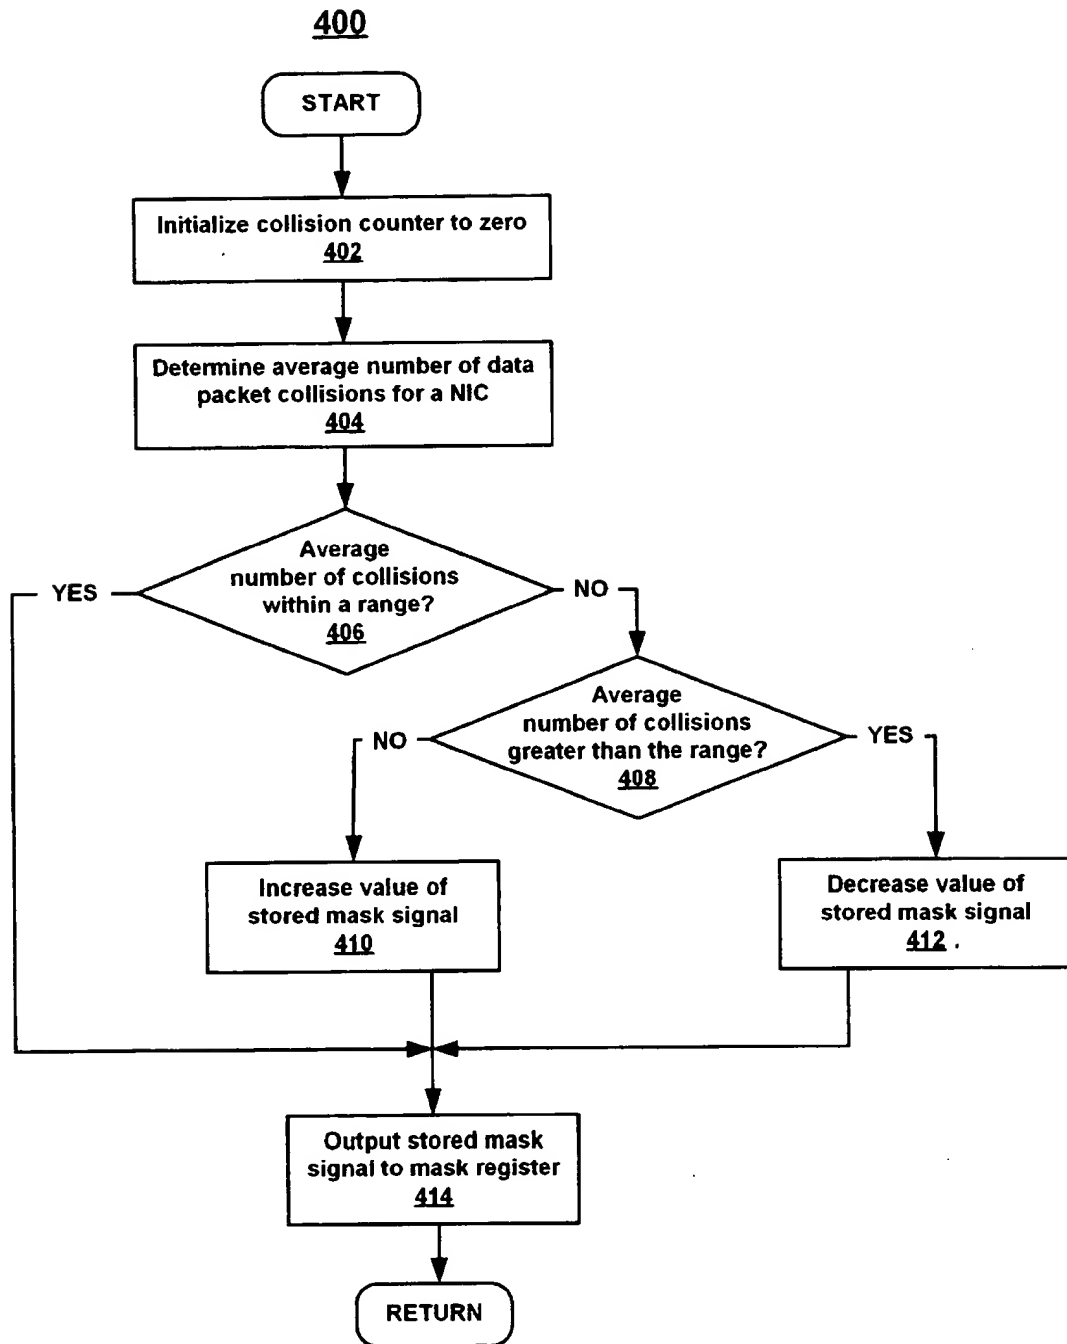 400
START
Initialize collision counter to zero
402
Determine average number of data
packet collisions for a NIC
404
Average
number of collisions
within a range?
406
YES
NO
Average
number of collisions
greater than the range?
408
NO
YES
Increase value of
stored mask signal
410
Decrease value of
stored mask signal
412
Output stored mask
signal to mask register
414
RETURN